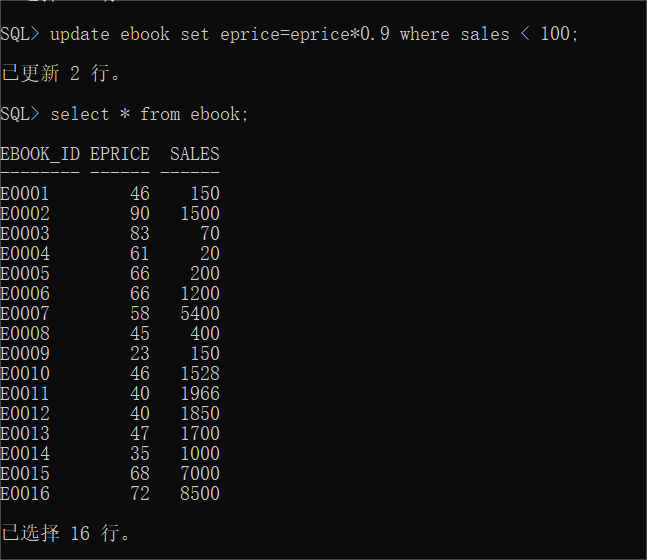 SQL> update ebook set eprice=eprice*0.9 where sales < 100;
已更新 2 行。
SQL> select * from ebook;
EBOOK_ID EPRICE  SALES
-------- ------ ------
E0001        46    150
E0002        90   1500
E0003        83     70
E0004        61     20
E0005        66    200
E0006        66   1200
E0007        58   5400
E0008        45    400
E0009        23    150
E0010        46   1528
E0011        40   1966
E0012        40   1850
E0013        47   1700
E0014        35   1000
E0015        68   7000
E0016        72   8500
已选择 16 行。